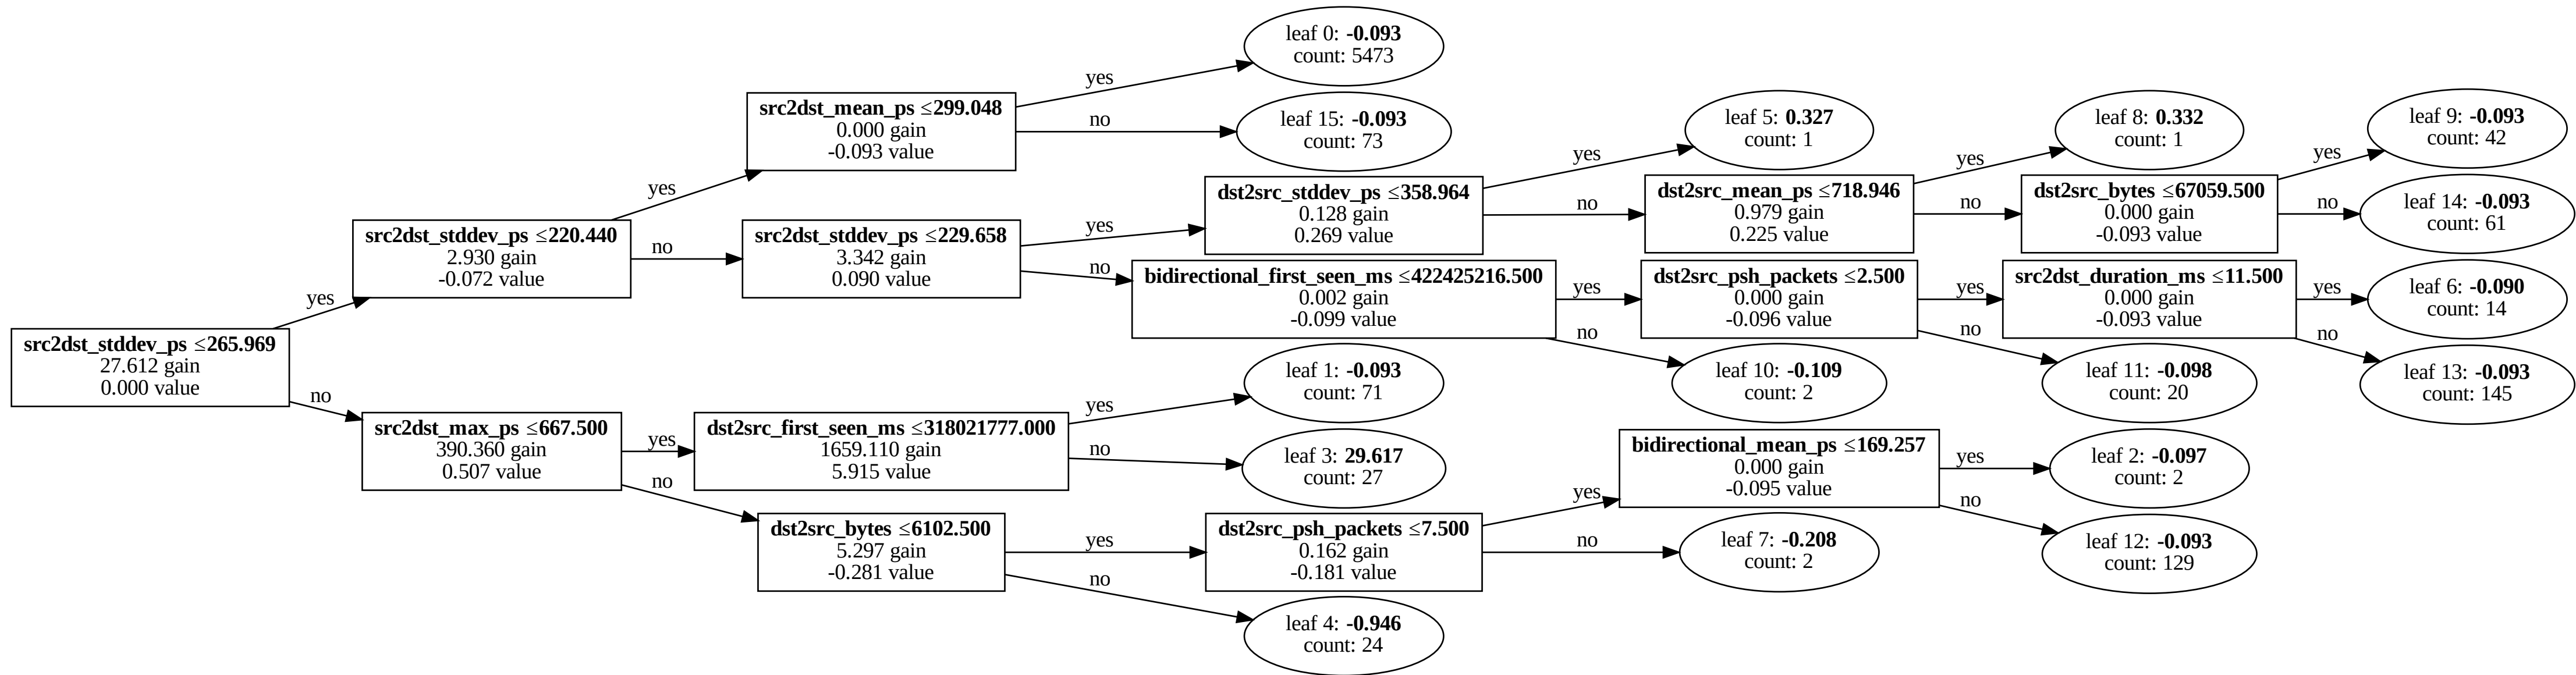 src2dst_stddev_ps ≤265.969
27.612 gain
0.000 value
yes
no
src2dst_stddev_ps ≤220.440
2.930 gain
-0.072 value
yes
no
src2dst_max_ps ≤667.500
390.360 gain
0.507 value
yes
no
src2dst_mean_ps ≤299.048
0.000 gain
-0.093 value
yes
no
src2dst_stddev_ps ≤229.658
3.342 gain
0.090 value
yes
no
dst2src_first_seen_ms ≤318021777.000
1659.110 gain
5.915 value
yes
no
dst2src_bytes ≤6102.500
5.297 gain
-0.281 value
yes
no
leaf 0: -0.093
count: 5473
leaf 15: -0.093
count: 73
dst2src_stddev_ps ≤358.964
0.128 gain
0.269 value
yes
no
bidirectional_first_seen_ms ≤422425216.500
0.002 gain
-0.099 value
yes
no
leaf 1: -0.093
count: 71
leaf 3: 29.617
count: 27
dst2src_psh_packets ≤7.500
0.162 gain
-0.181 value
yes
no
leaf 4: -0.946
count: 24
leaf 5: 0.327
count: 1
dst2src_mean_ps ≤718.946
0.979 gain
0.225 value
yes
no
dst2src_psh_packets ≤2.500
0.000 gain
-0.096 value
yes
no
leaf 10: -0.109
count: 2
bidirectional_mean_ps ≤169.257
0.000 gain
-0.095 value
yes
no
leaf 7: -0.208
count: 2
leaf 8: 0.332
count: 1
dst2src_bytes ≤67059.500
0.000 gain
-0.093 value
yes
no
src2dst_duration_ms ≤11.500
0.000 gain
-0.093 value
yes
no
leaf 11: -0.098
count: 20
leaf 2: -0.097
count: 2
leaf 12: -0.093
count: 129
leaf 9: -0.093
count: 42
leaf 14: -0.093
count: 61
leaf 6: -0.090
count: 14
leaf 13: -0.093
count: 145